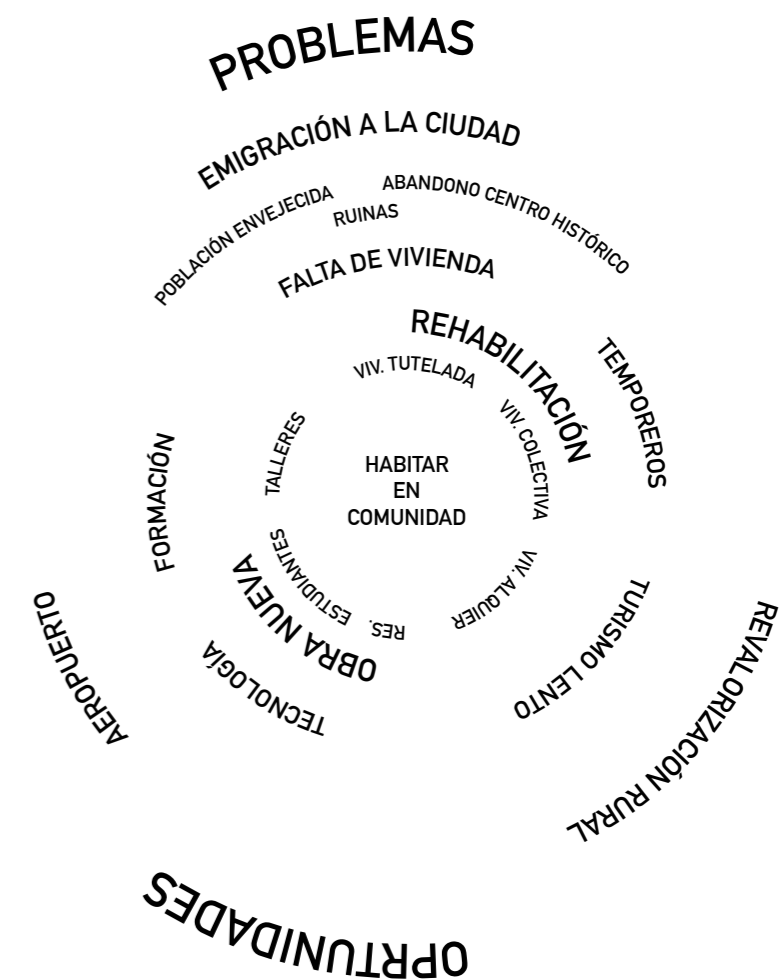 PROBLEMAS
EMIGRACIÓN A LA CIUDAD
POBLACIÓN ENVEJECIDA
RUINAS
ABANDONO CENTRO HISTÓRICO
FALTA DE VIVIENDA
REHABILITACIÓN
TEMPOREROS
VIV. TUTELADA
VIV. COLECTIVA
TALLERES
HABITAR
EN
COMUNIDAD
FORMACIÓN
RES. ESTUDIANTES
VIV. ALQUIER
OBRA NUEVA
TECNOLOGÍA
TURISMO LENTO
AEROPUERTO
REVALORIZACIÓN RURAL
OPRTUNIDADES